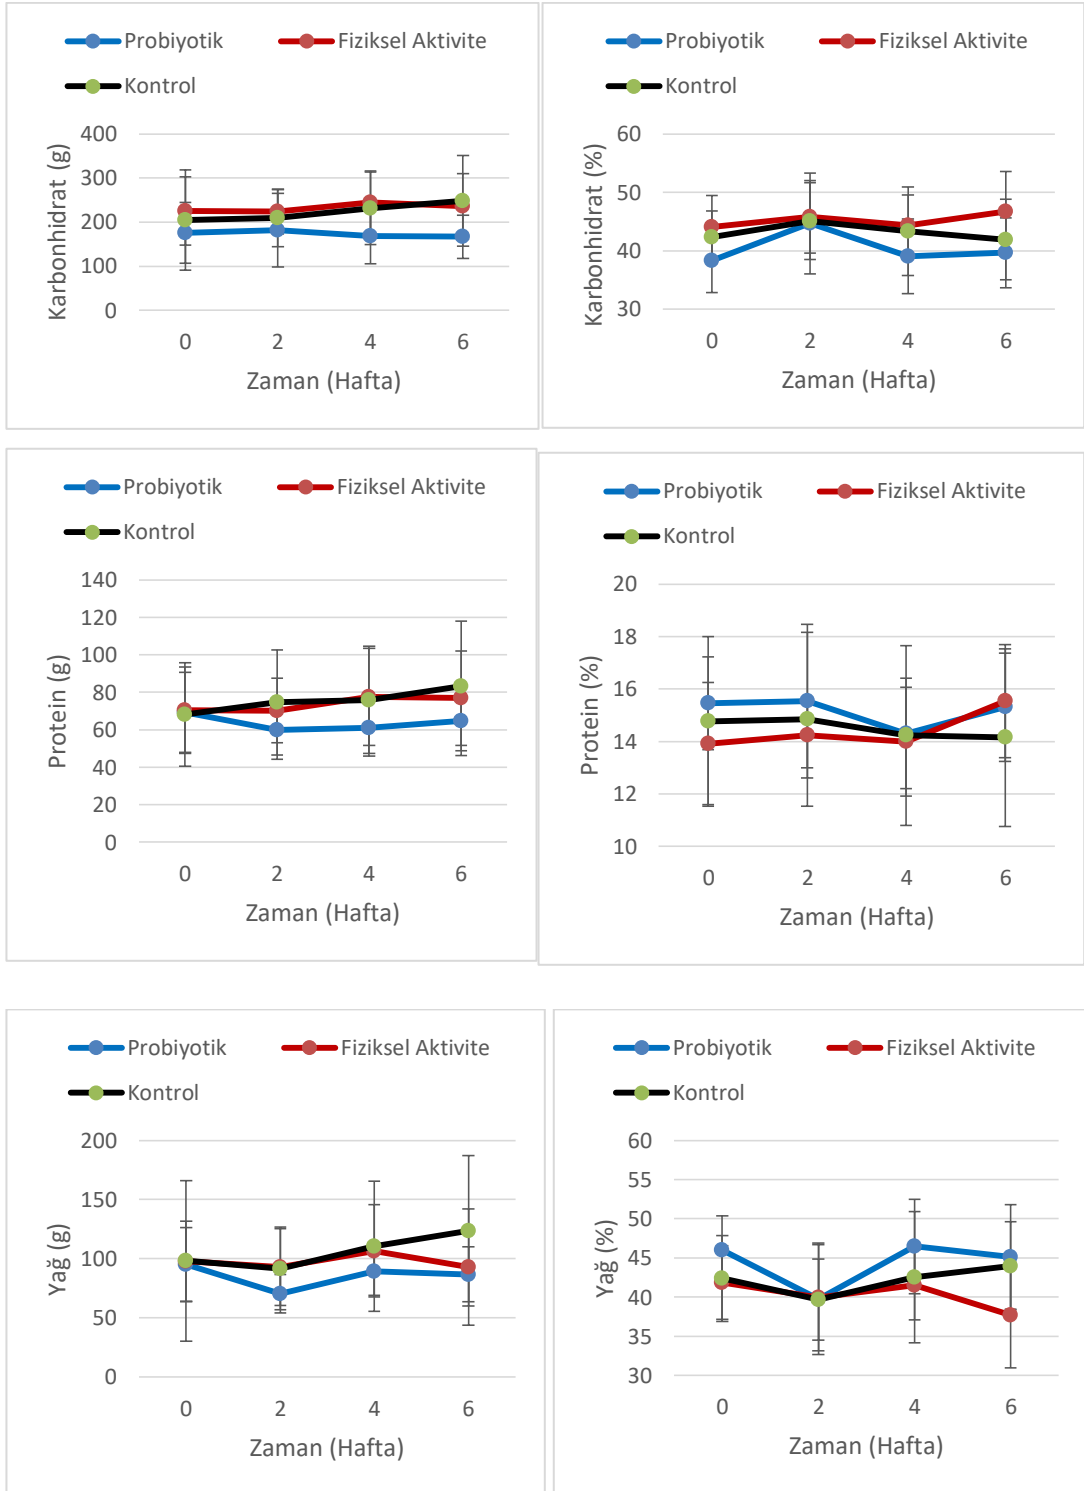 Probiyotik Fiziksel Aktivite
Kontrol
Karbonhidrat (g)
400
300
200
100
0
0 2 4 6
Zaman (Hafta)
Probiyotik Fiziksel Aktivite
Kontrol
Karbonhidrat (%)
60
50
40
30
0 2 4 6
Zaman (Hafta)
Probiyotik Fiziksel Aktivite
Kontrol
Protein (g)
140
120
100
80
60
40
20
0
0 2 4 6
Zaman (Hafta)
Probiyotik Fiziksel Aktivite
Kontrol
Protein (%)
20
18
16
14
12
10
0 2 4 6
Zaman (Hafta)
Probiyotik Fiziksel Aktivite
Kontrol
Yağ (g)
200
150
100
50
0
0 2 4 6
Zaman (Hafta)
Probiyotik Fiziksel Aktivite
Kontrol
Yağ (%)
60
55
50
45
40
35
30
0 2 4 6
Zaman (Hafta)